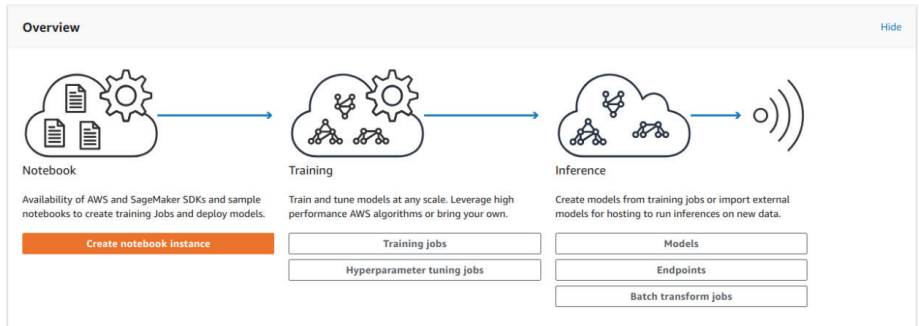 Overview
Hide
Notebook
Availability of AWS and SageMaker SDKs and sample
notebooks to create training Jobs and deploy models.
Create notebook instance
Training
Train and tune models at any scale. Leverage high
performance AWS algorithms or bring your own.
Training jobs
Hyperparameter tuning jobs
Inference
Create models from training jobs or import external
models for hosting to run inferences on new data.
Models
Endpoints
Batch transform jobs